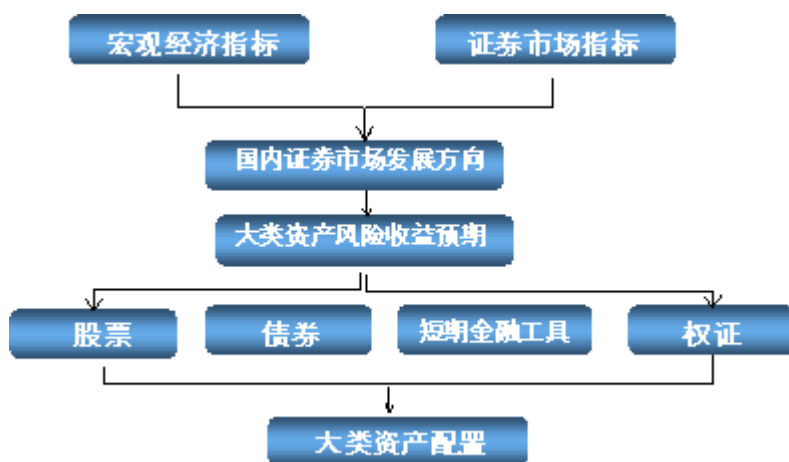 宏观经济指标
证券市场指标
国内证券市场发展方向
大类资产风险收益预期
股票
债券
短期金融工具
权证
大类资产配置